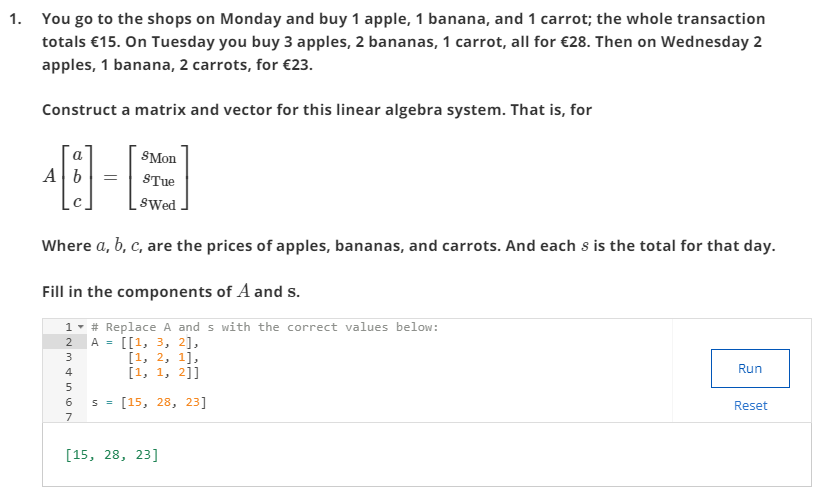 1. You go to the shops on Monday and buy 1 apple, 1 banana, and 1 carrot; the whole transaction
totals €15. On Tuesday you buy 3 apples, 2 bananas, 1 carrot, all for €28. Then on Wednesday 2
apples, 1 banana, 2 carrots, for €23.
Construct a matrix and vector for this linear algebra system. That is, for
A [a b c] = [sMon sTue sWed]
Where a, b, c, are the prices of apples, bananas, and carrots. And each s is the total for that day.
Fill in the components of A and s.
1 # Replace A and s with the correct values below:
2 A = [[1, 3, 2],
3 [1, 2, 1],
4 [1, 1, 2]]
5
6 s = [15, 28, 23]
7
Run
Reset
[15, 28, 23]